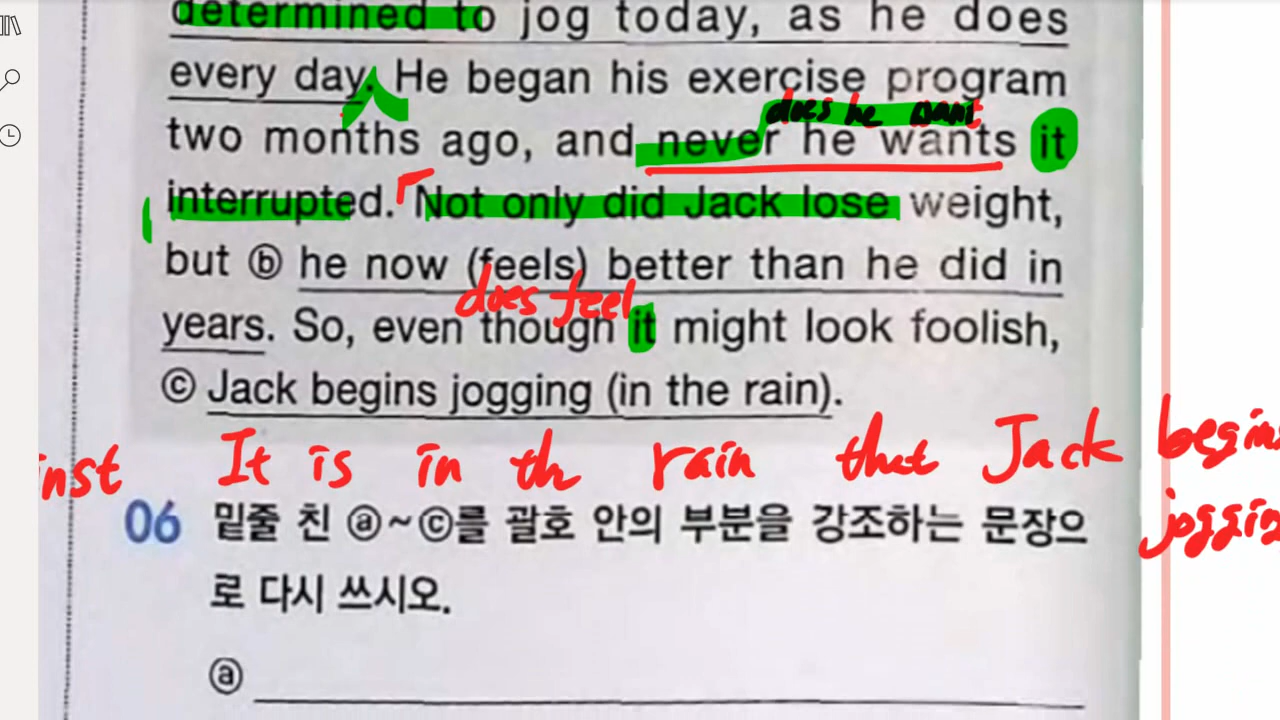 determined to jog today, as he does
every day. He began his exercise program
does he want
two months ago, and never he wants it
interrupted. Not only did Jack lose weight,
but ⓑ he now (feels) better than he did in
does feel
years. So, even though it might look foolish,
ⓒ Jack begins jogging (in the rain).
It is in th rain that Jack begins
06 밑줄 친 ⓐ~ⓒ를 괄호 안의 부분을 강조하는 문장으
로 다시 쓰시오.
ⓐ